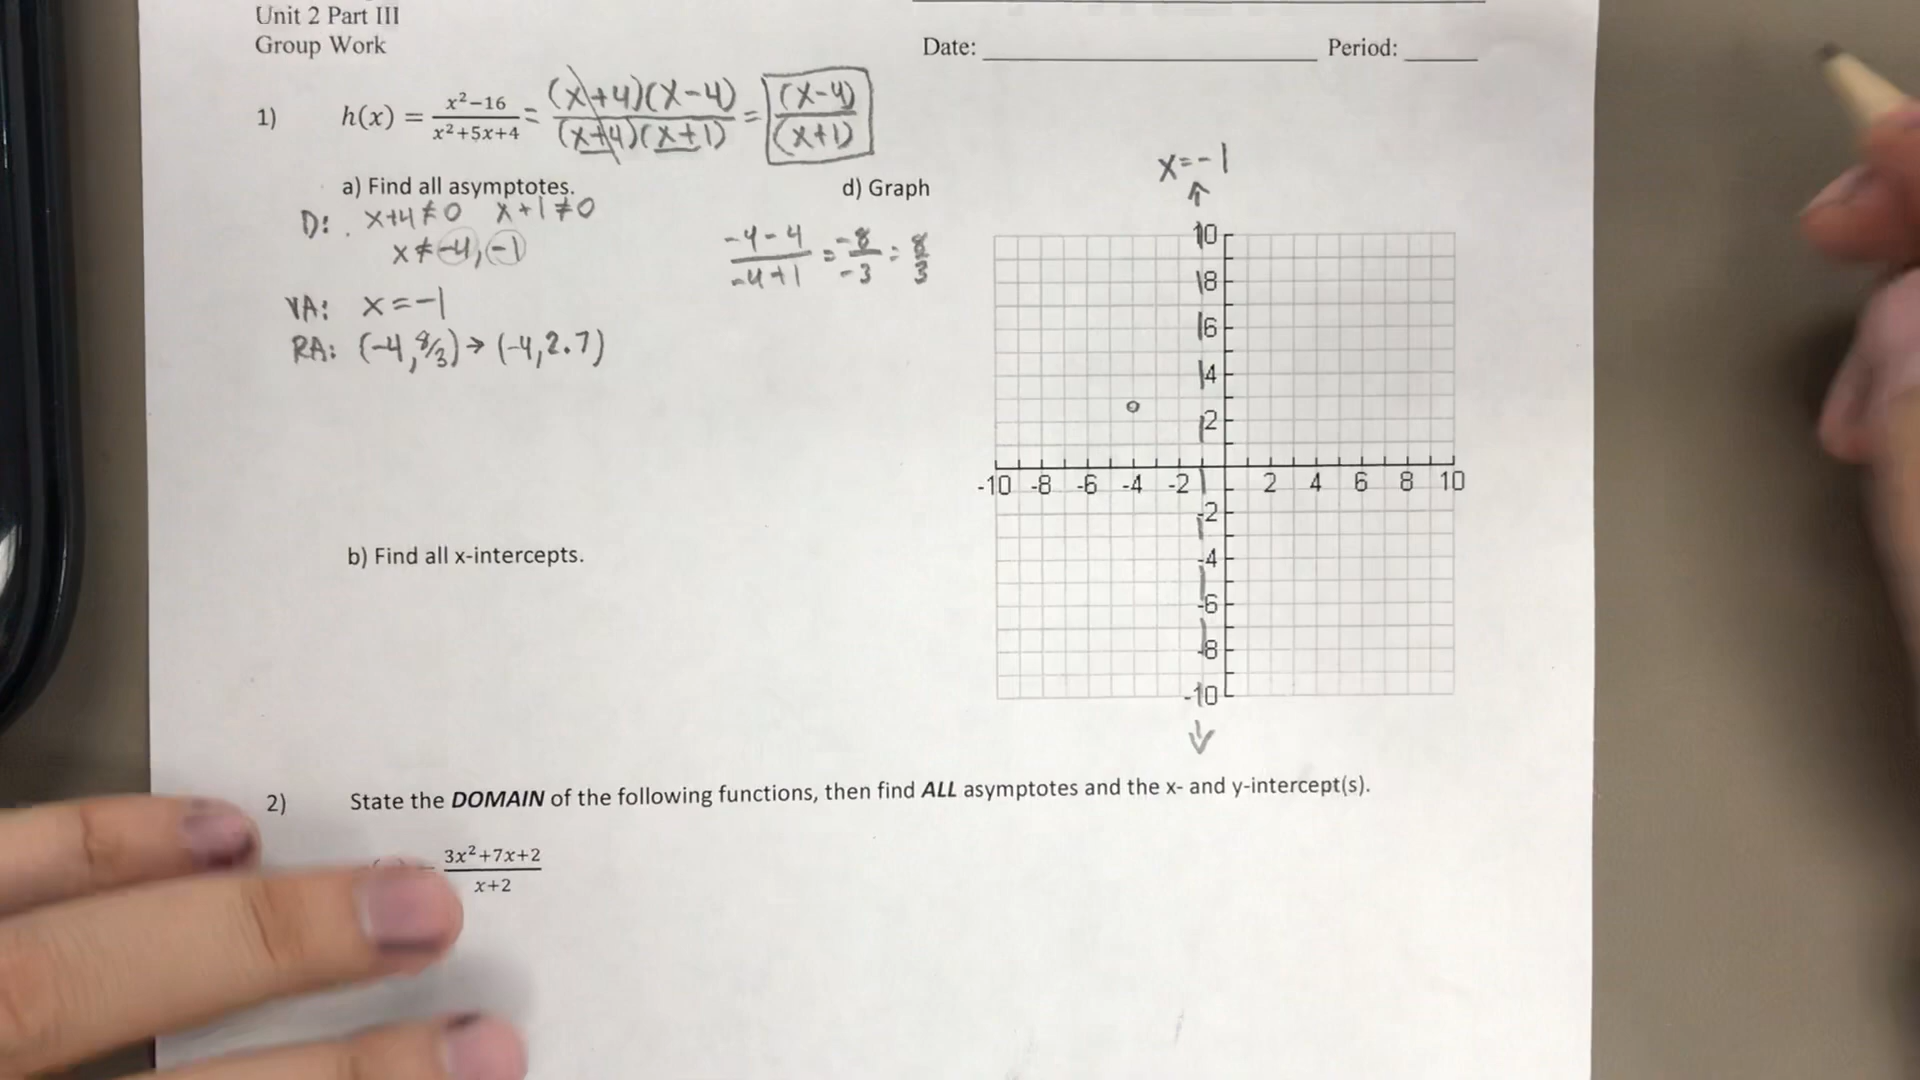 Unit 2 Part III
Group Work
Date: ____________ Period: _____
1) h(x) = x²-16 / x²+5x+4 = (x+4)(x-4) / (x+4)(x+1) = (x-4) / (x+1)
a) Find all asymptotes.
D: x+4≠0 x+1≠0
x≠-4,-1
VA: x=-1
RA: (-4,8/3)→(-4,2.7)
b) Find all x-intercepts.
d) Graph
-4-4 / -4+1 = -8 / -3 = 8 / 3
x=-1
10
8
6
4
2
-10 -8 -6 -4 -2 2 4 6 8 10
-2
-4
-6
-8
-10
2) State the DOMAIN of the following functions, then find ALL asymptotes and the x- and y-intercept(s).
3x²+7x+2 / x+2